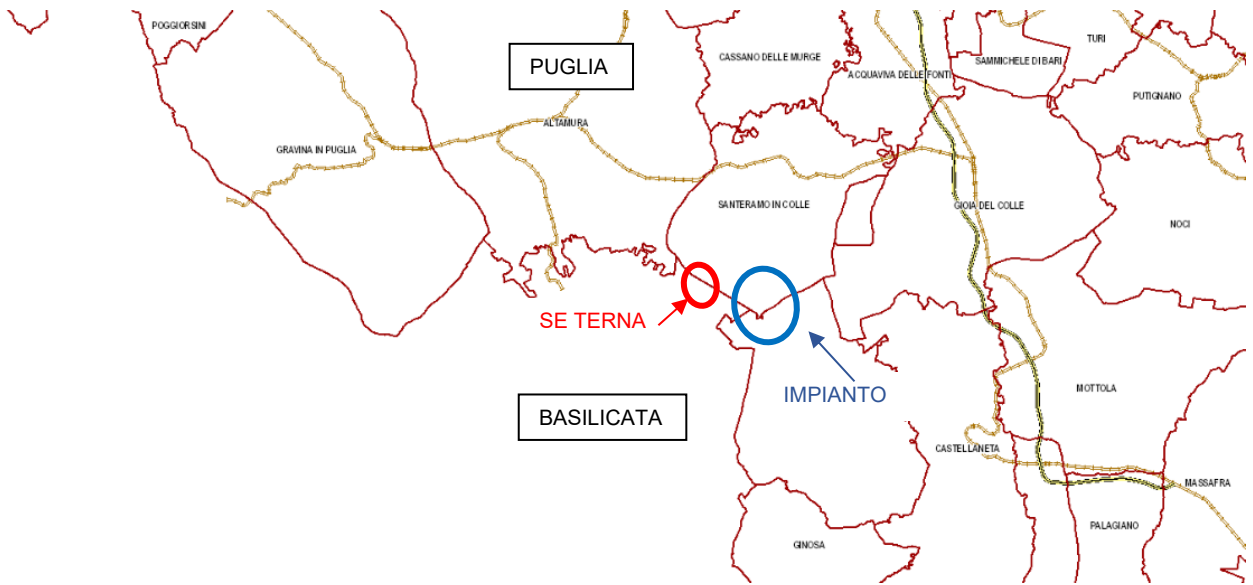 POGGIORSINI
PUGLIA
CASSANO DELLE MURGE
TURI
SAMMICHELE DI BARI
ACQUAVIVA DELLE FONTI
PUTIGNANO
ALTAMURA
GRAVINA IN PUGLIA
SANTERAMO IN COLLE
GIOIA DEL COLLE
NOCI
SE TERNA
IMPIANTO
MOTTOLA
BASILICATA
CASTELLANETA
MASSAFRA
PALAGIANO
GINOSA